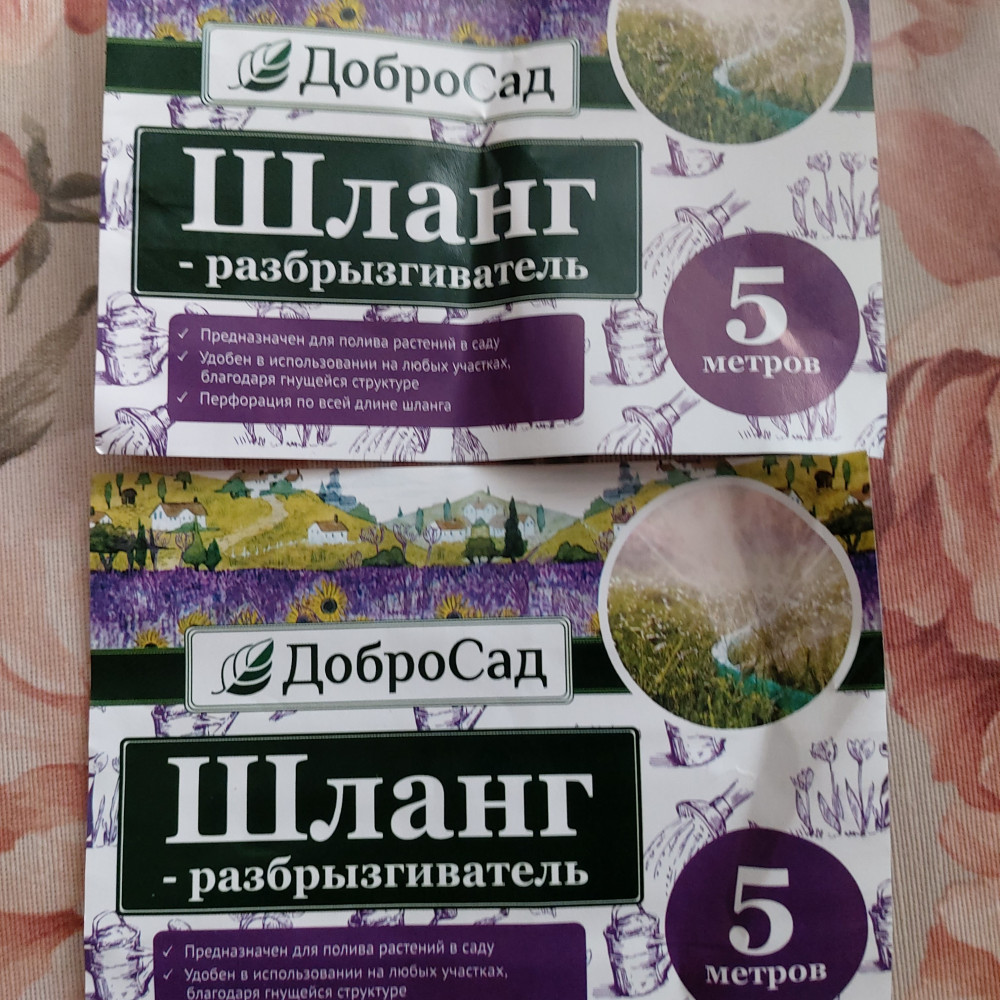 ДоброСад
Шланг
- разбрызгиватель
✓ Предназначен для полива растений в саду
✓ Удобен в использовании на любых участках,
благодаря гнущейся структуре
✓ Перфорация по всей длине шланга
5
метров
ДоброСад
Шланг
- разбрызгиватель
✓ Предназначен для полива растений в саду
✓ Удобен в использовании на любых участках,
благодаря гнущейся структуре
5
метров